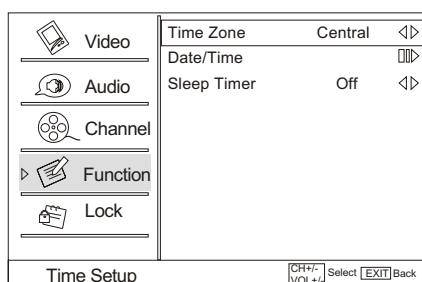 Video
Audio
Channel
Function
Lock
Time Zone Central
Date/Time
Sleep Timer Off
Time Setup
CH+/- VOL+/- Select EXIT Back